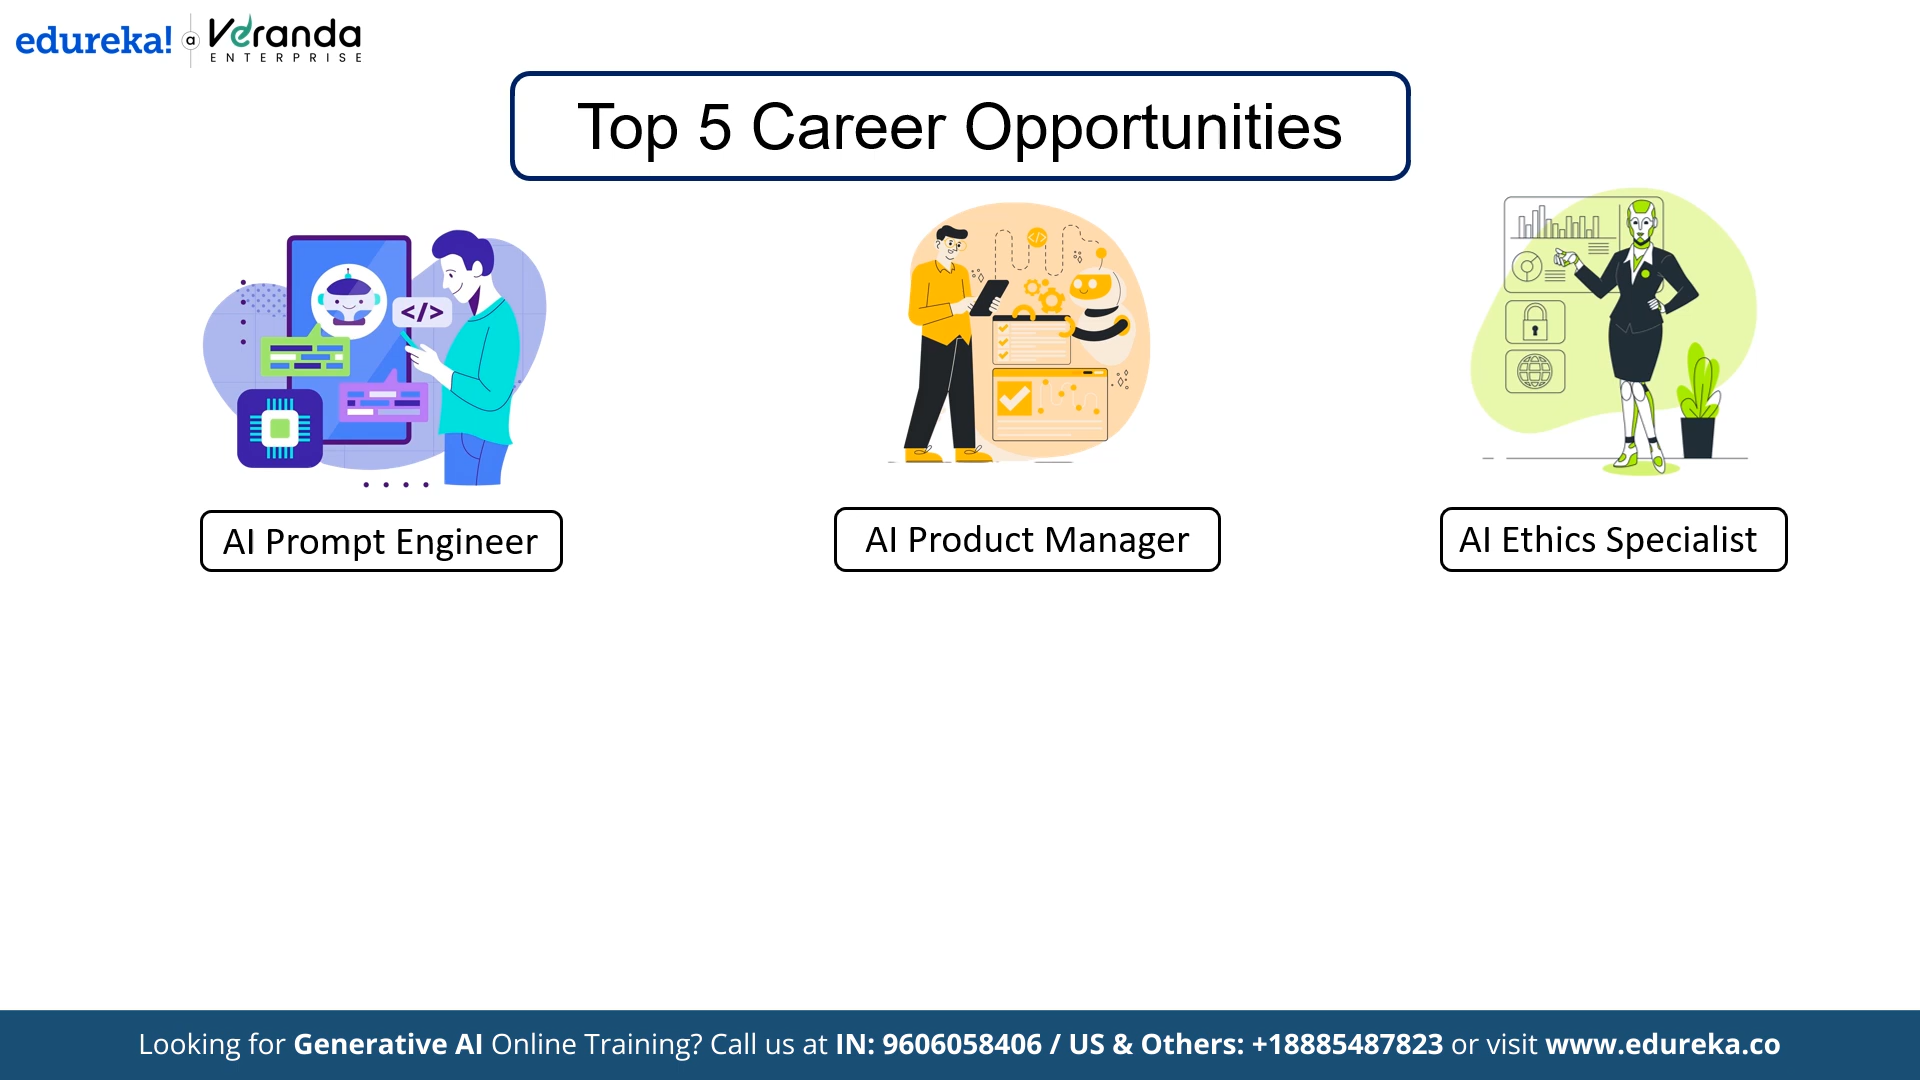 edureka! a Veranda
ENTERPRISE
Top 5 Career Opportunities
</>
</>
AI Prompt Engineer
AI Product Manager
AI Ethics Specialist
Looking for Generative AI Online Training? Call us at IN: 9606058406 / US & Others: +18885487823 or visit www.edureka.co